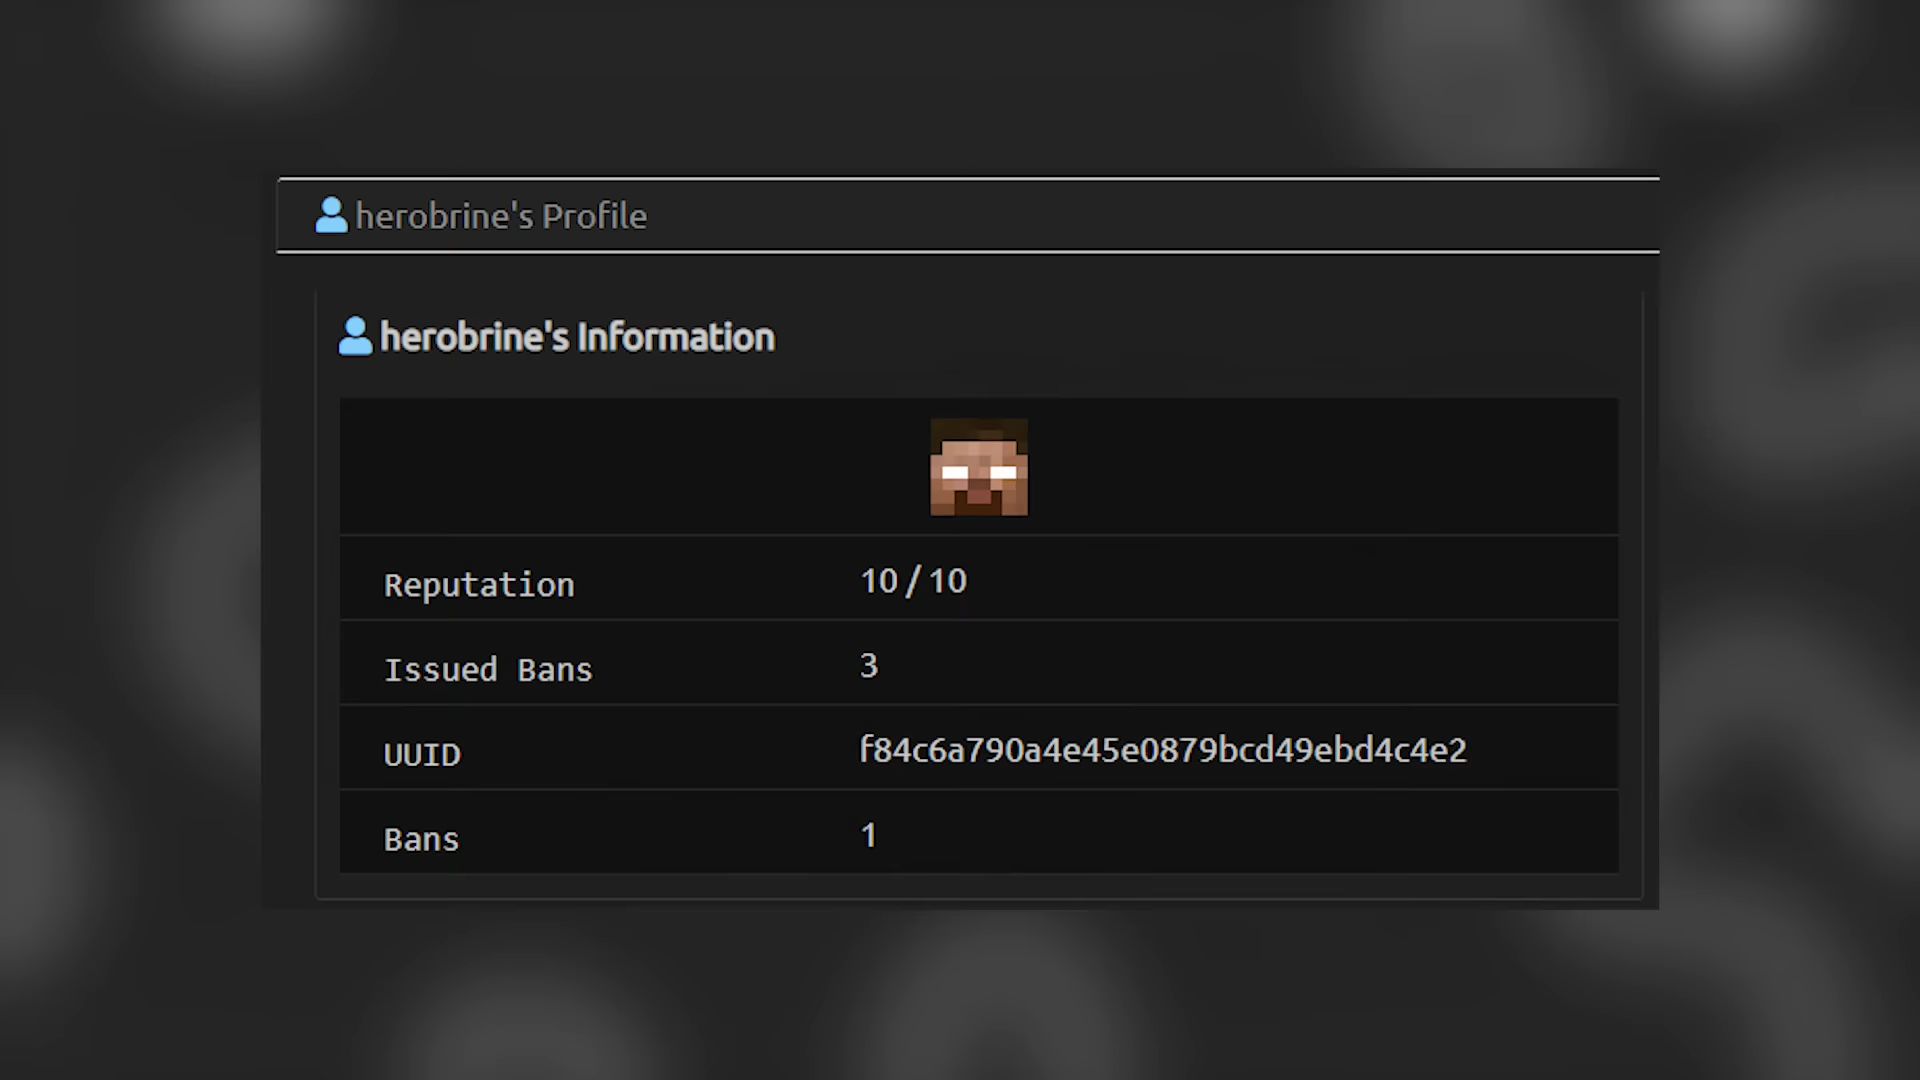 herobrine's Profile
herobrine's Information
Reputation 10 / 10
Issued Bans 3
UUID f84c6a790a4e45e0879bcd49ebd4c4e2
Bans 1